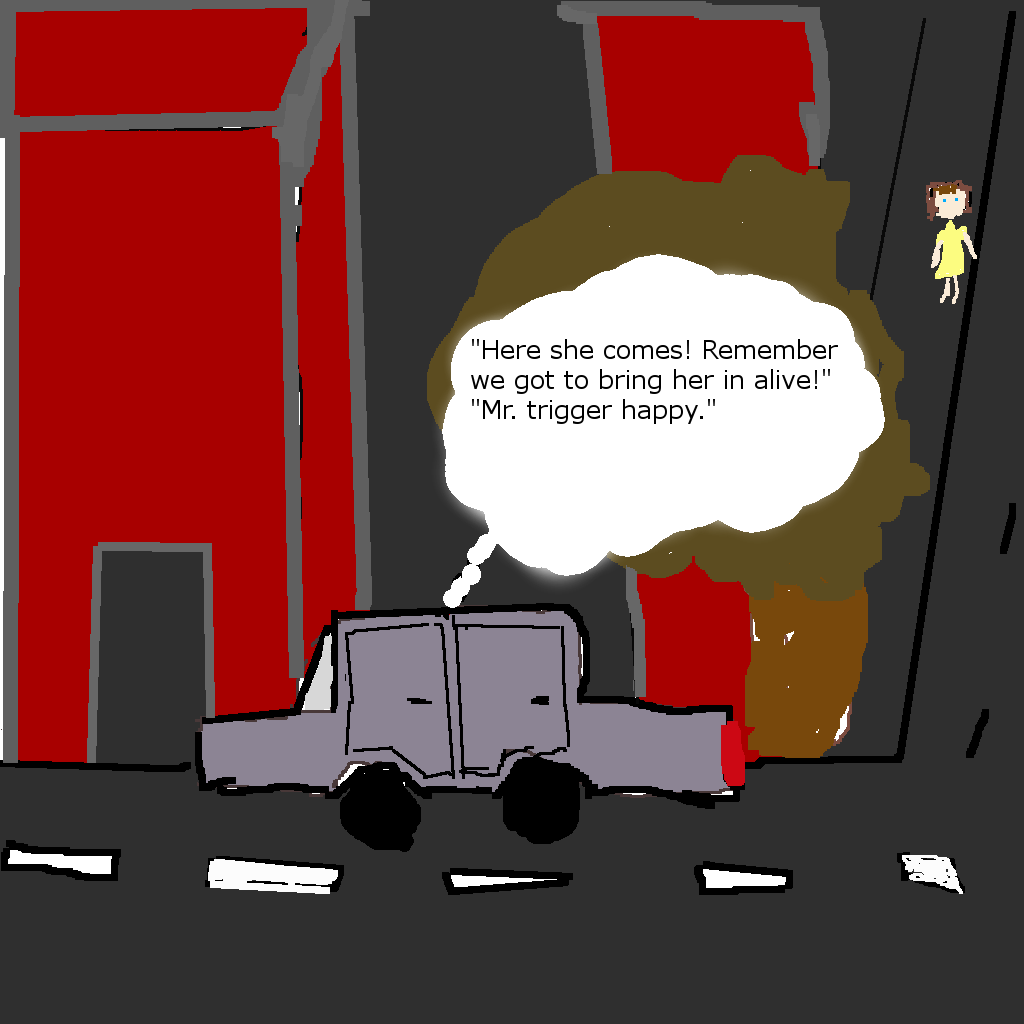 "Here she comes! Remember
we got to bring her in alive!"
"Mr. trigger happy."